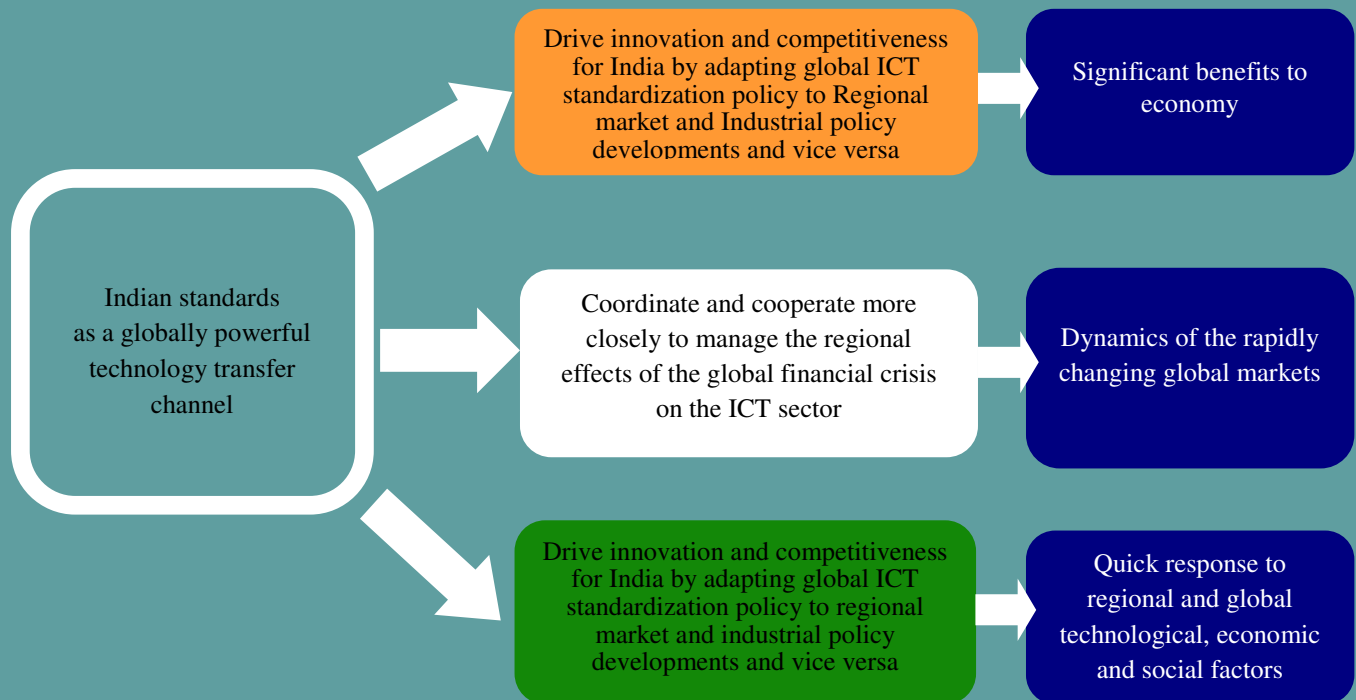 Indian standards
as a globally powerful
technology transfer
channel
Drive innovation and competitiveness
for India by adapting global ICT
standardization policy to Regional
market and Industrial policy
developments and vice versa
Significant benefits to
economy
Coordinate and cooperate more
closely to manage the regional
effects of the global financial crisis
on the ICT sector
Dynamics of the rapidly
changing global markets
Drive innovation and competitiveness
for India by adapting global ICT
standardization policy to regional
market and industrial policy
developments and vice versa
Quick response to
regional and global
technological, economic
and social factors